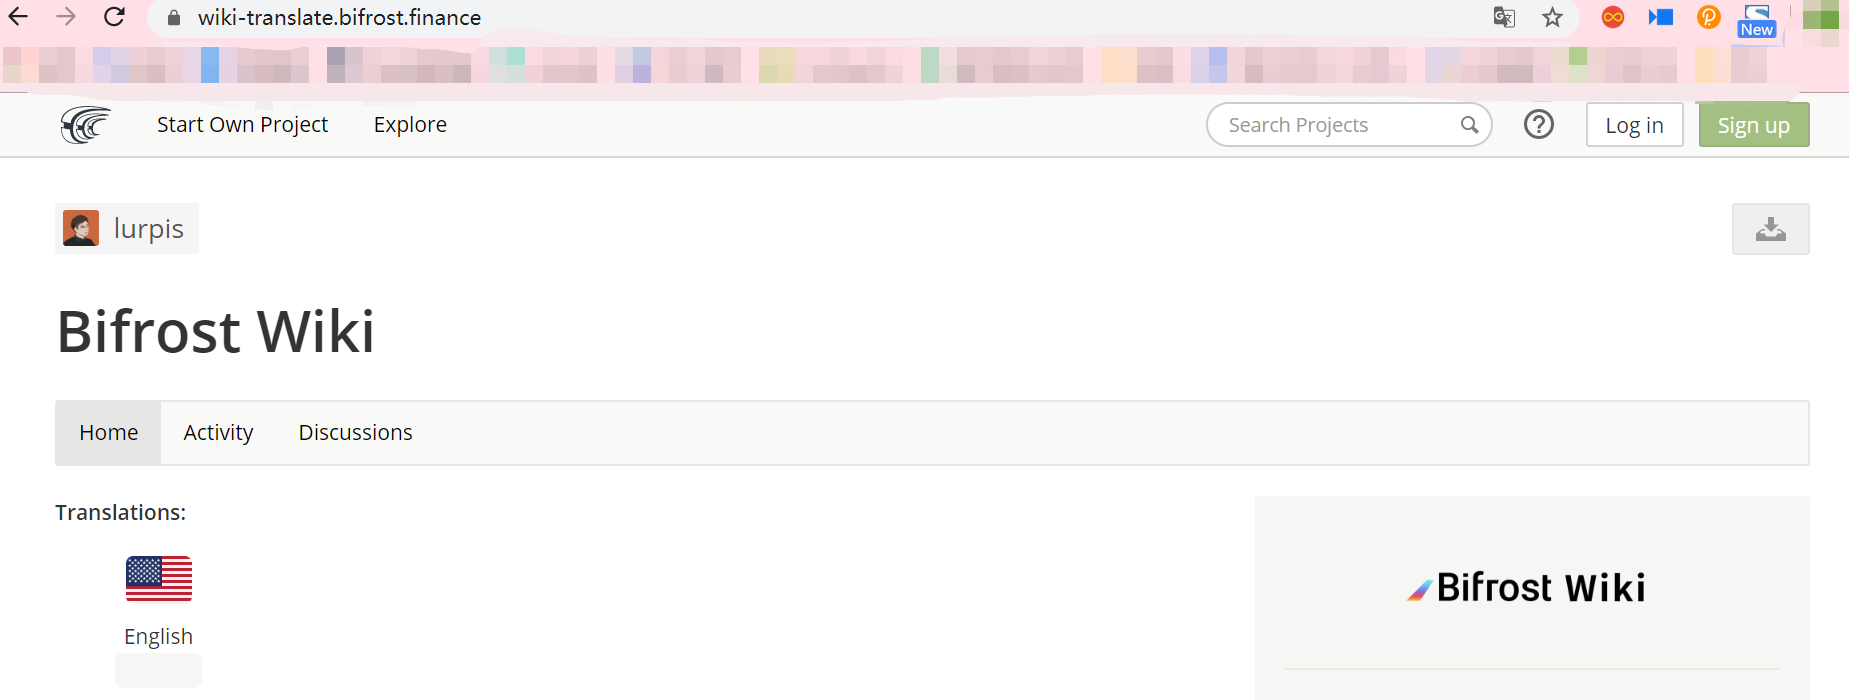 wiki-translate.bifrost.finance
New
Start Own Project
Explore
Search Projects
Log in
Sign up
lurpis
Bifrost Wiki
Home
Activity
Discussions
Translations:
English
Bifrost Wiki